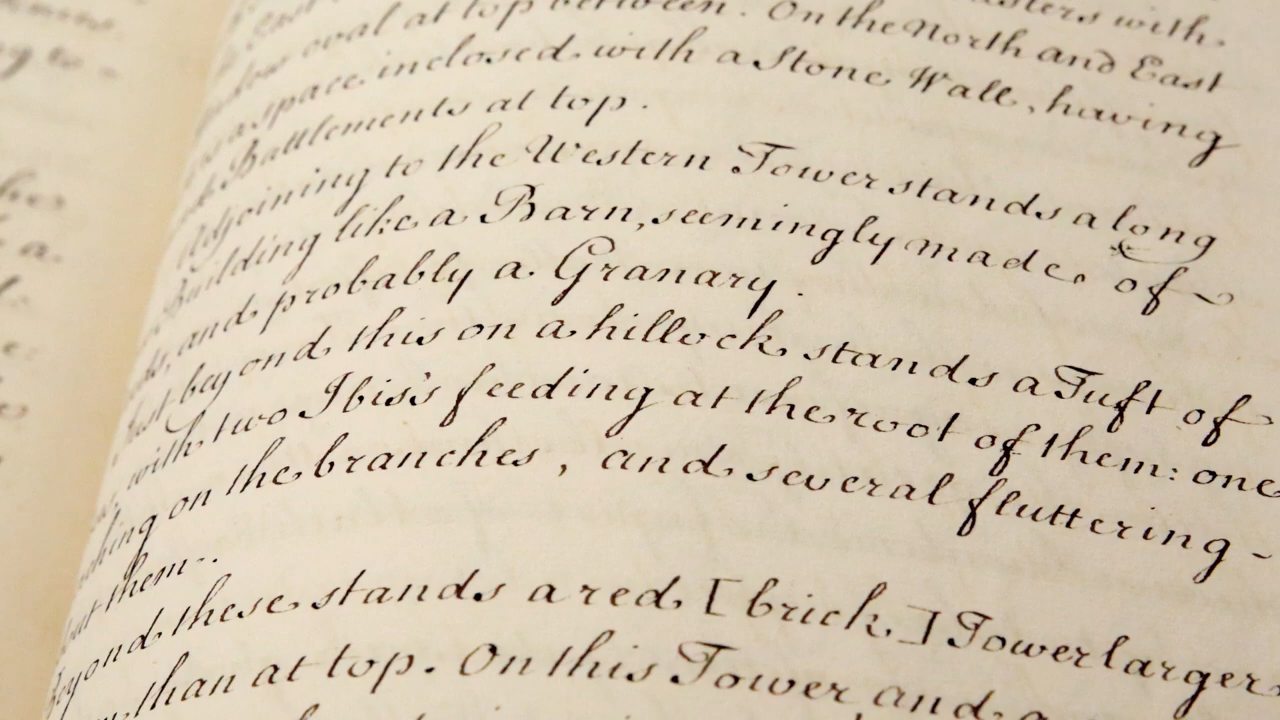 with.
oval at top between. On the North and East
a space inclosed with a Stone Wall, having
Battlements at top.
Adjoining to the Western Tower stands a long
Building like a Barn, seemingly made of
and probably a Granary.
beyond this on a hillock stands a Tuft of
with two Ibis's feeding at the root of them: one
on the branches, and several fluttering -
them.
Beyond these stands a red [brick] Tower larger
than at top. On this Tower and a